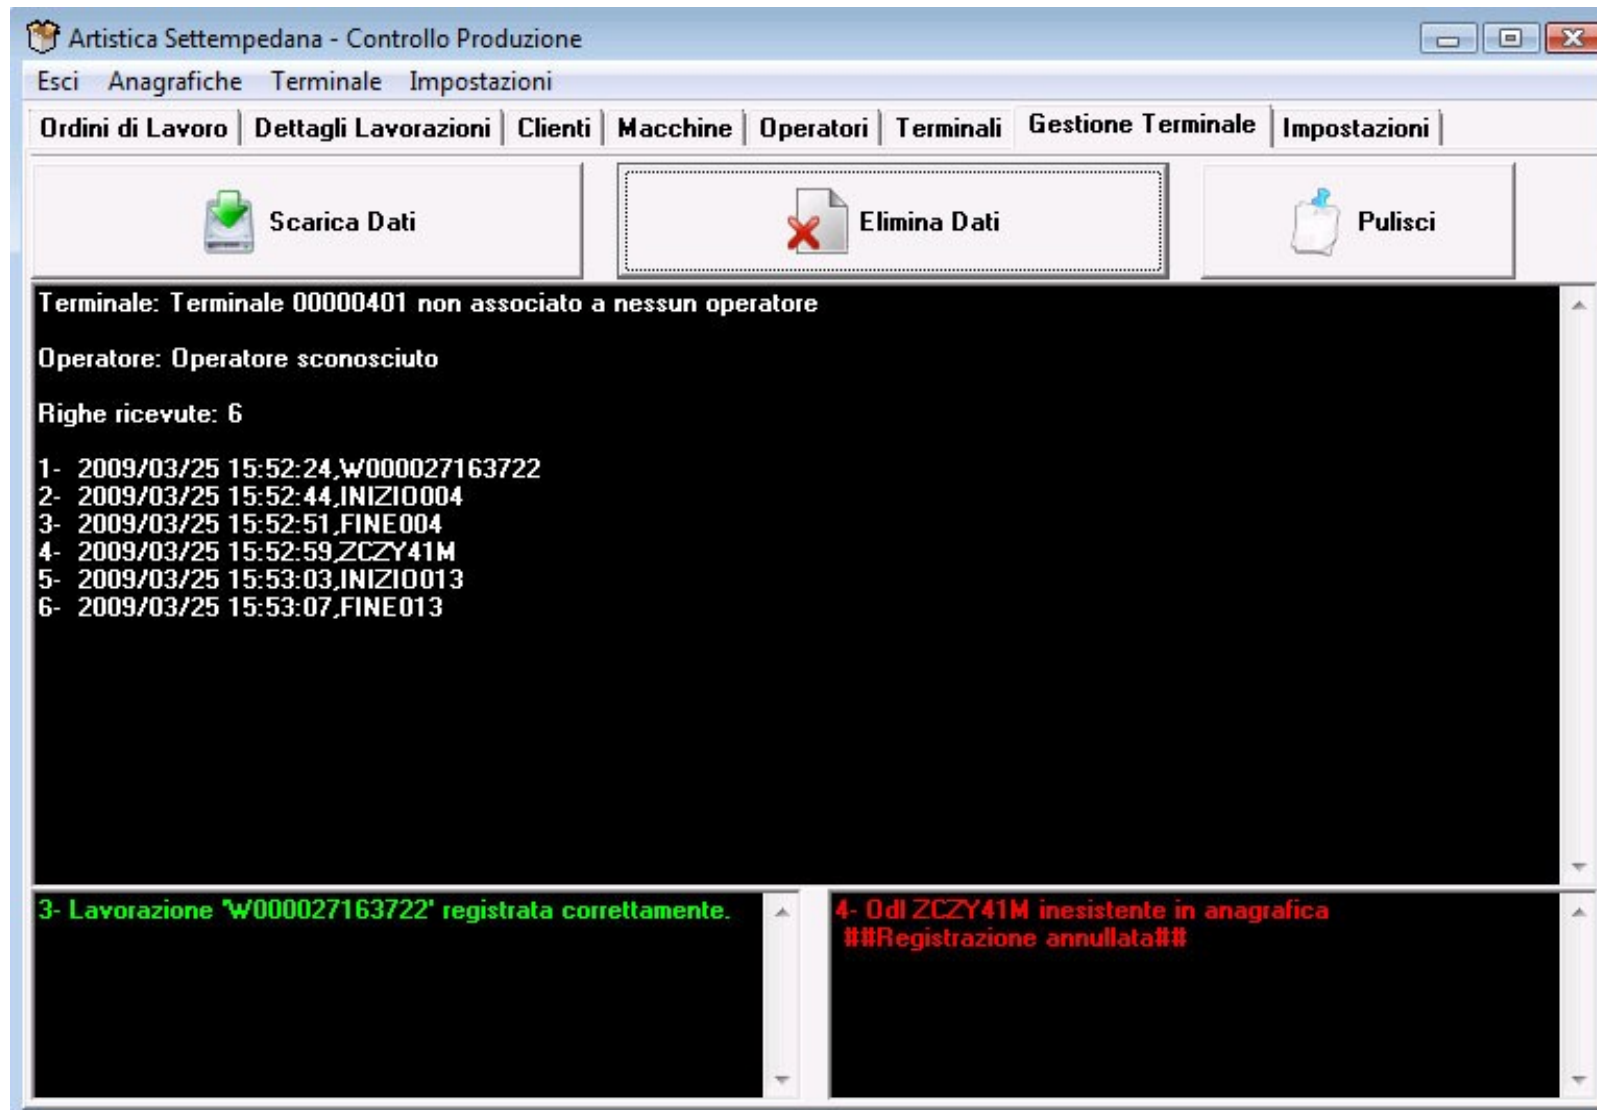 Artistica Settempedana - Controllo Produzione
Esci Anagrafiche Terminale Impostazioni
Ordini di Lavoro Dettagli Lavorazioni Clienti Macchine Operatori Terminali Gestione Terminale Impostazioni
Scarica Dati Elimina Dati Pulisci
Terminale: Terminale 00000401 non associato a nessun operatore
Operatore: Operatore sconosciuto
Righe ricevute: 6
1- 2009/03/25 15:52:24,W000027163722
2- 2009/03/25 15:52:44,INIZIO004
3- 2009/03/25 15:52:51,FINE004
4- 2009/03/25 15:52:59,ZCZY41M
5- 2009/03/25 15:53:03,INIZIO013
6- 2009/03/25 15:53:07,FINE013
3- Lavorazione 'W000027163722' registrata correttamente.
4- Odl ZCZY41M inesistente in anagrafica
##Registrazione annullata##